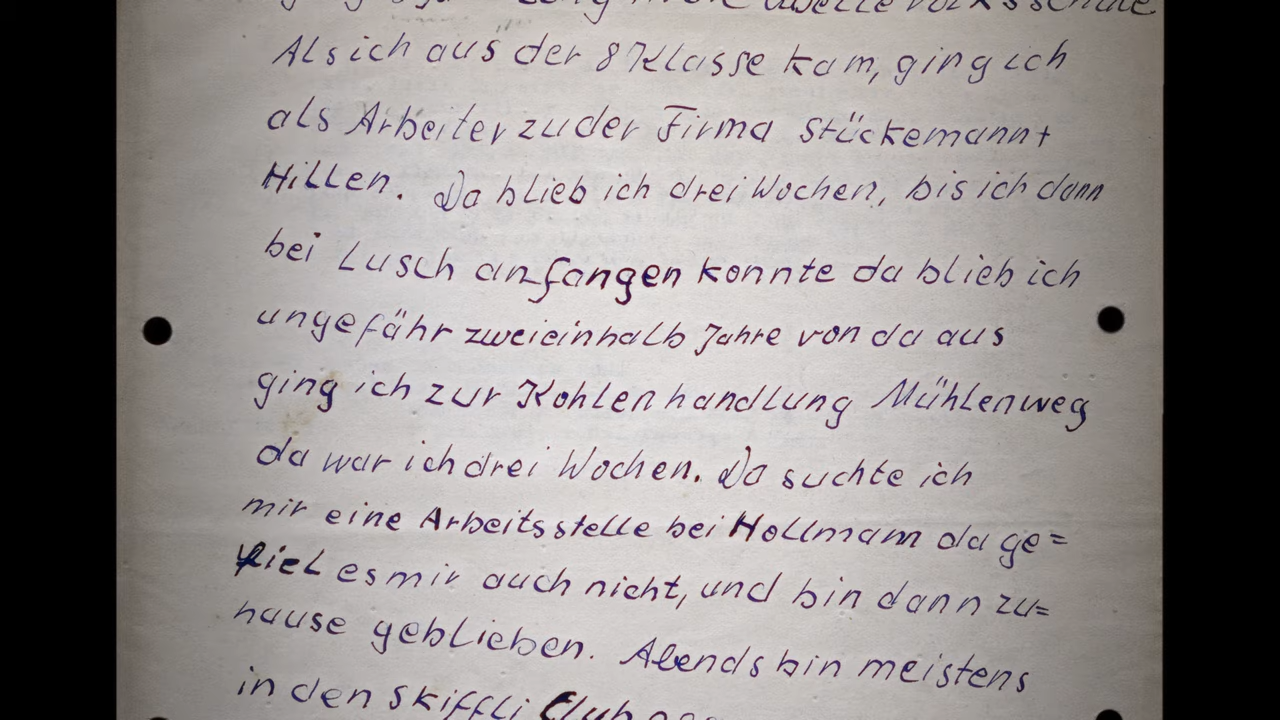 Volksschule
Als ich aus der 8 Klasse kam, ging ich
als Arbeiter zu der Firma Stückemann +
Hillen. Da blieb ich drei Wochen, bis ich dann
bei Lusch anfangen konnte da blieb ich
ungefähr zweieinhalb Jahre von da aus
ging ich zur Kohlenhandlung Mühlenweg
da war ich drei Wochen. Da suchte ich
mir eine Arbeitsstelle bei Hollmann da ge=
fiel es mir auch nicht, und bin dann zu=
hause geblieben. Abends bin meistens
in den Skiffli Club